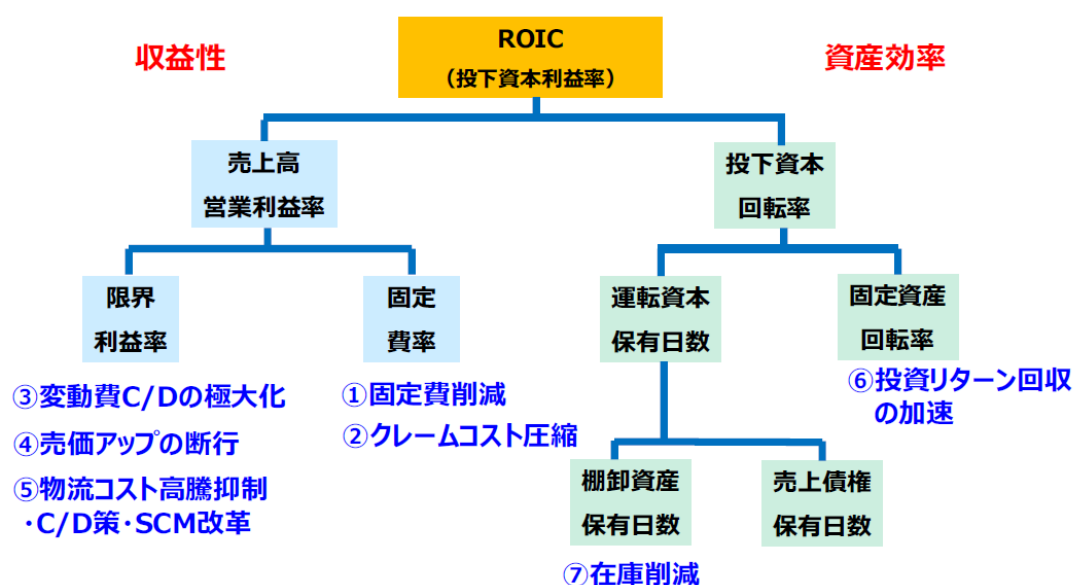 収益性
ROIC
（投下資本利益率）
資産効率
売上高
営業利益率
投下資本
回転率
限界
利益率
固定
費率
運転資本
保有日数
固定資産
回転率
③変動費C/Dの極大化
④売価アップの断行
⑤物流コスト高騰抑制
・C/D策・SCM改革
①固定費削減
②クレームコスト圧縮
⑥投資リターン回収
の加速
棚卸資産
保有日数
売上債権
保有日数
⑦在庫削減